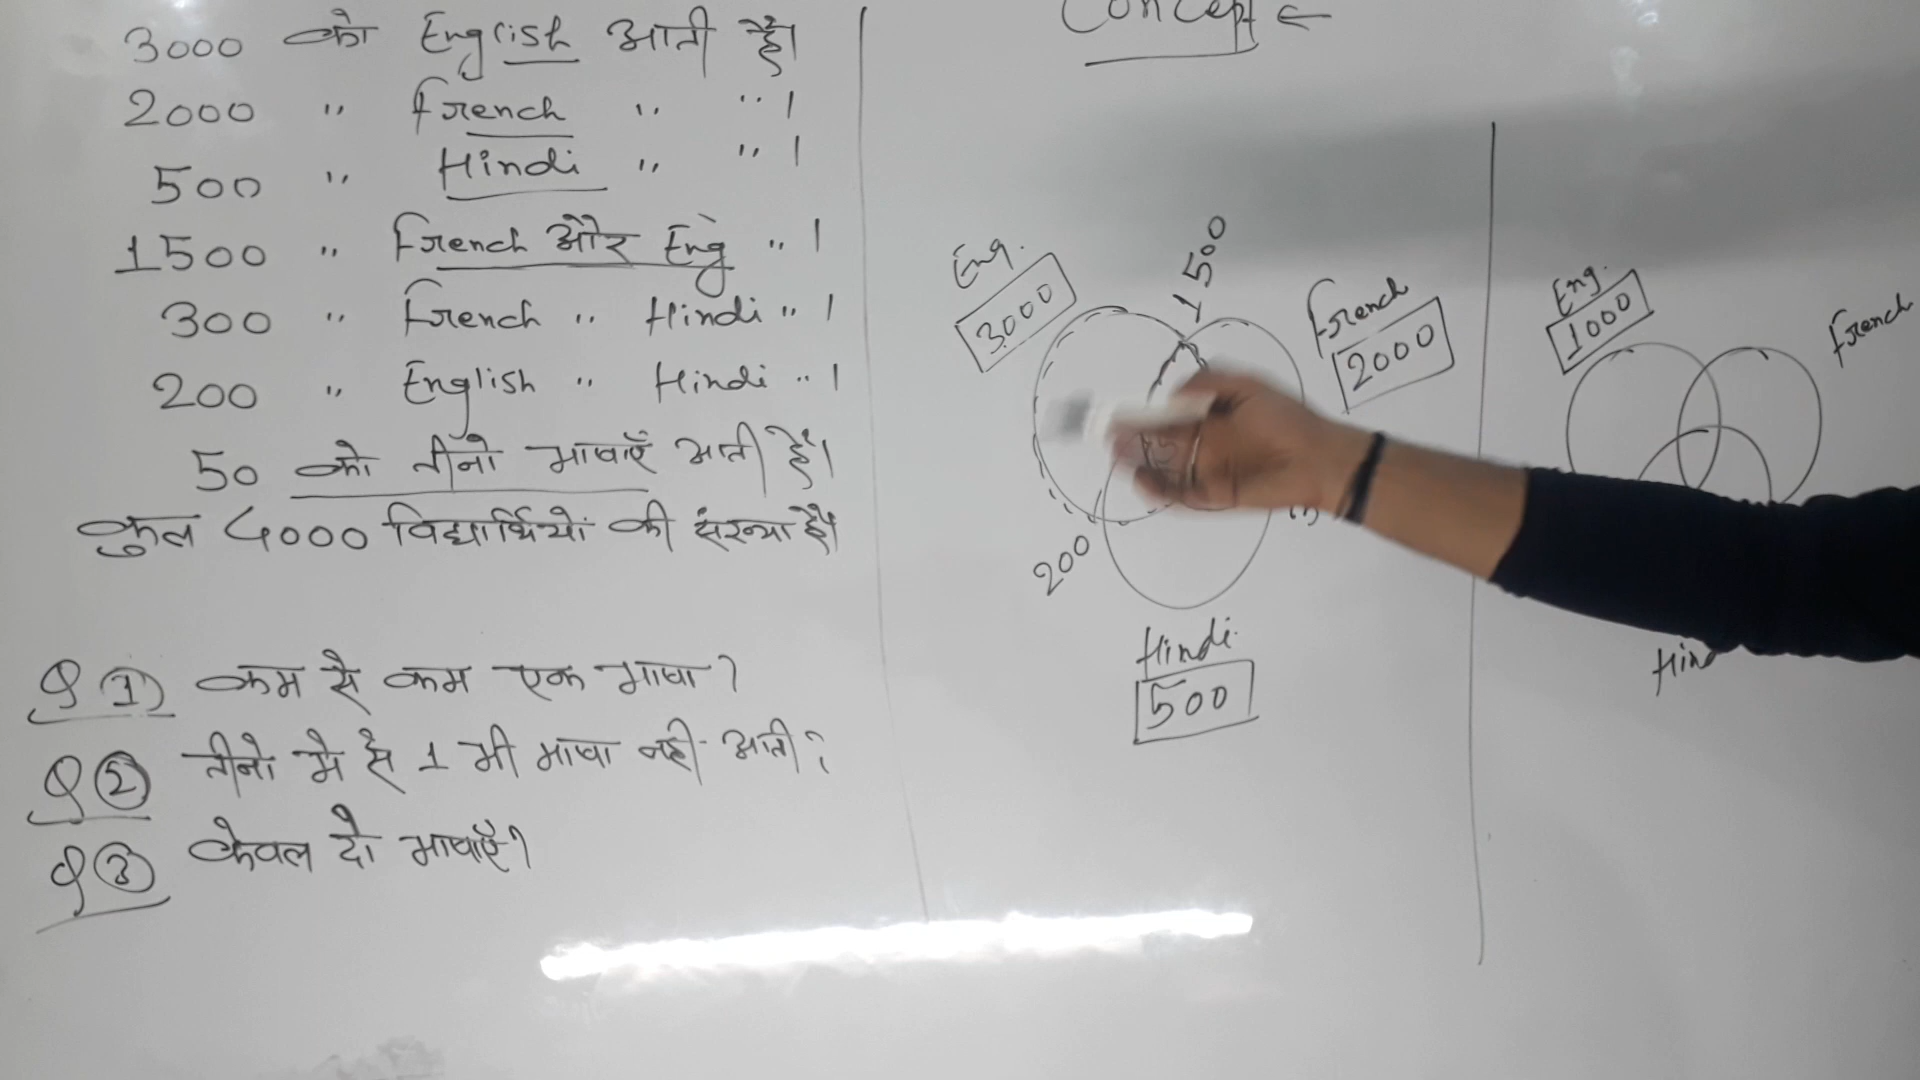 3000 को English आती है।
2000 " French " " ।
500 " Hindi " " ।
1500 " French और Eng " ।
300 " French " Hindi " ।
200 " English " Hindi " ।
50 को तीनो भाषाएँ आती हैं।
कुल 4000 विद्यार्थियो की संख्या है।
Q 1) कम से कम एक भाषा ?
Q 2 तीनो मे से 1 भी भाषा नही आती ?
Q 3 केवल दो भाषाएँ ?
Concept ←
Eng.
3000
1500
French
2000
200
Hindi
500
Eng.
1000
French